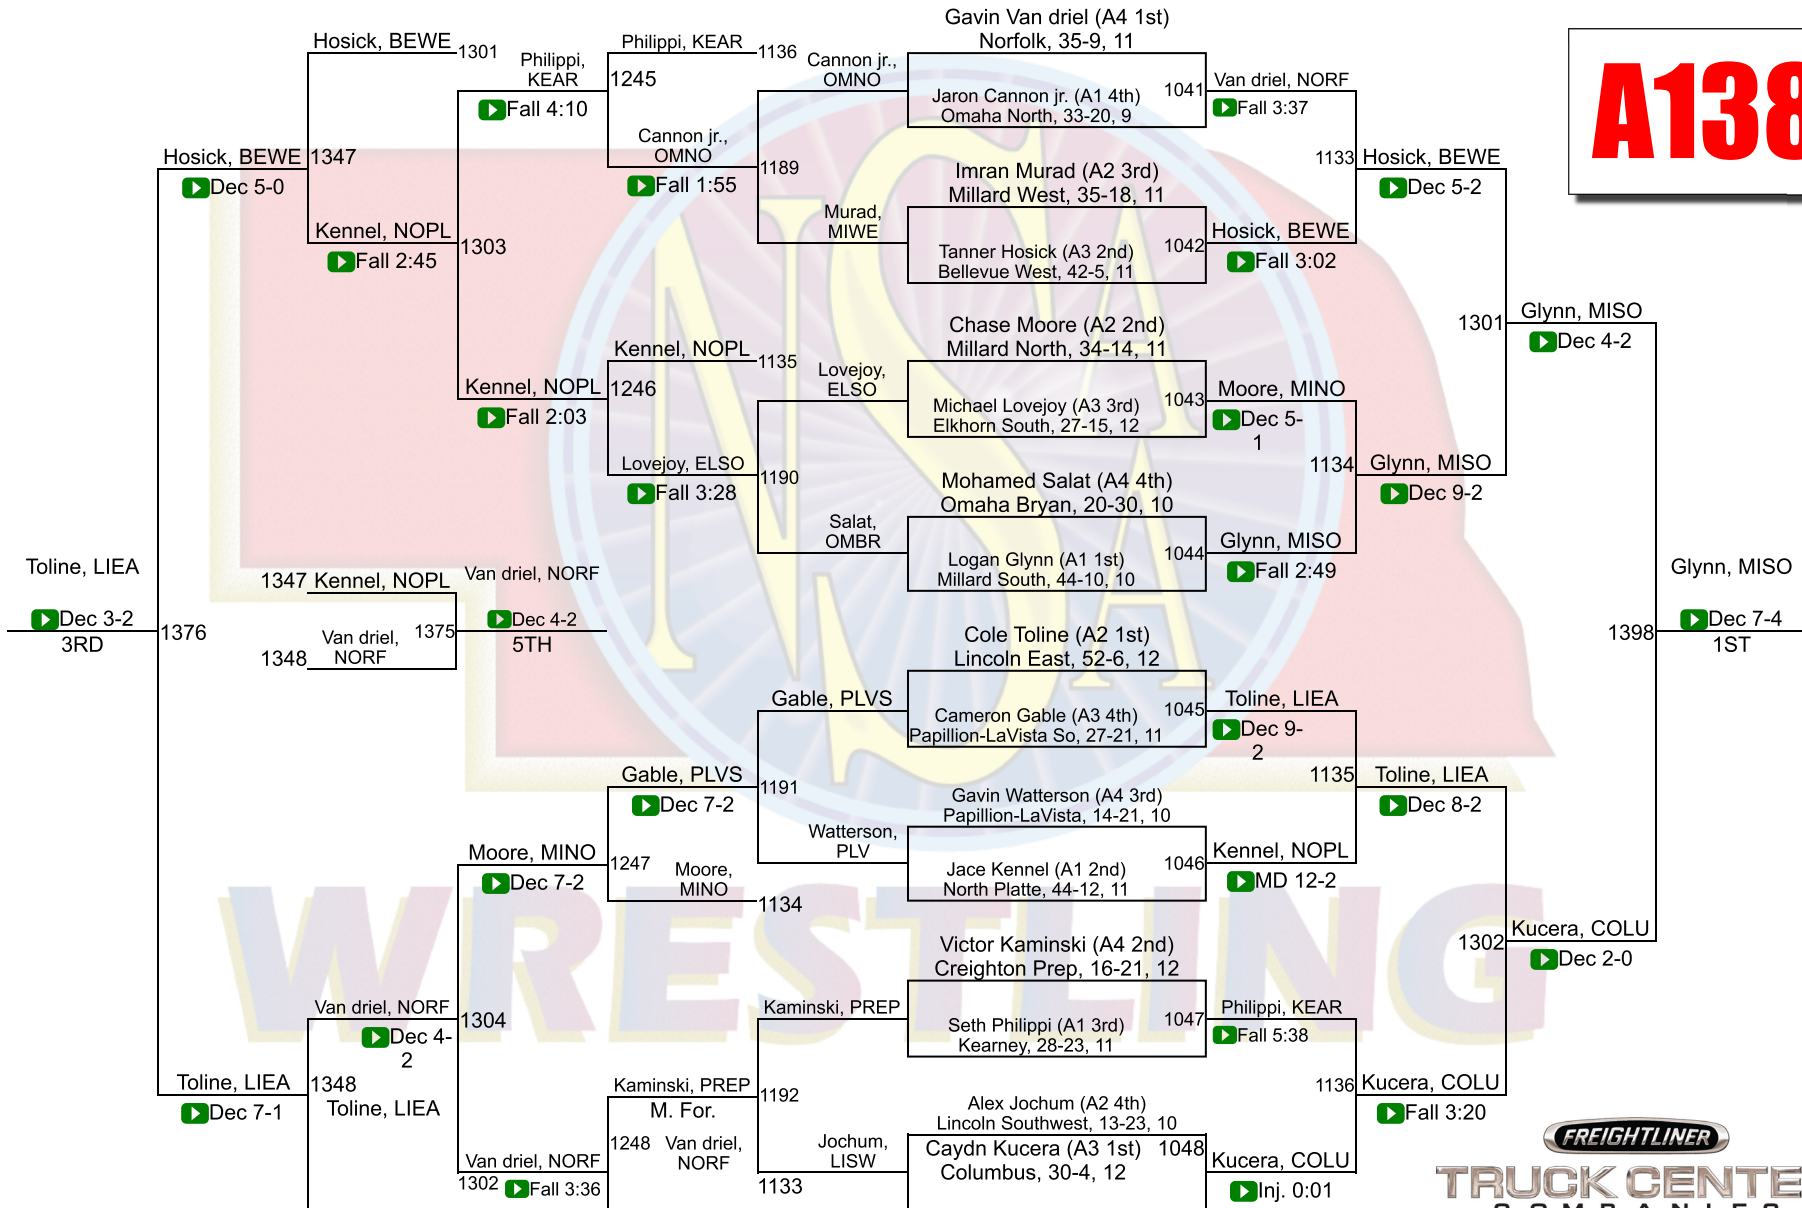 Gavin Van driel (A4 1st)
Norfolk, 35-9, 11
Hosick, BEWE
1301
Philippi, KEAR
1136
Philippi,
KEAR
1245
Fall 4:10
Cannon jr.,
OMNO
Jaron Cannon jr. (A1 4th)
Omaha North, 33-20, 9
1041
Van driel, NORF
Fall 3:37
A138
Cannon jr.,
OMNO
1189
Fall 1:55
Hosick, BEWE
1347
Dec 5-0
Imran Murad (A2 3rd)
Millard West, 35-18, 11
1133
Hosick, BEWE
Dec 5-2
Kennel, NOPL
1303
Fall 2:45
Murad,
MIWE
Tanner Hosick (A3 2nd)
Bellevue West, 42-5, 11
1042
Hosick, BEWE
Fall 3:02
Chase Moore (A2 2nd)
Millard North, 34-14, 11
1301
Glynn, MISO
Dec 4-2
Kennel, NOPL
1135
Kennel, NOPL
1246
Fall 2:03
Lovejoy,
ELSO
Michael Lovejoy (A3 3rd)
Elkhorn South, 27-15, 12
1043
Moore, MINO
Dec 5-
1
Lovejoy, ELSO
1190
Fall 3:28
Mohamed Salat (A4 4th)
Omaha Bryan, 20-30, 10
1134
Glynn, MISO
Dec 9-2
Salat,
OMBR
Logan Glynn (A1 1st)
Millard South, 44-10, 10
1044
Glynn, MISO
Fall 2:49
Toline, LIEA
Dec 3-2
3RD
1376
1347 Kennel, NOPL
Van driel,
NORF
1348
1375
Van driel, NORF
Dec 4-2
5TH
Glynn, MISO
1398
Dec 7-4
1ST
Cole Toline (A2 1st)
Lincoln East, 52-6, 12
Gable, PLVS
Cameron Gable (A3 4th)
Papillion-LaVista So, 27-21, 11
1045
Toline, LIEA
Dec 9-
2
Gable, PLVS
1191
Dec 7-2
Gavin Watterson (A4 3rd)
Papillion-LaVista, 14-21, 10
1135
Toline, LIEA
Dec 8-2
Watterson,
PLV
Jace Kennel (A1 2nd)
North Platte, 44-12, 11
1046
Kennel, NOPL
MD 12-2
Moore, MINO
1247
Dec 7-2
Moore,
MINO
1134
NSAA
WRESTLING
Victor Kaminski (A4 2nd)
Creighton Prep, 16-21, 12
1302
Kucera, COLU
Dec 2-0
Van driel, NORF
1304
Dec 4-
2
Kaminski, PREP
Seth Philippi (A1 3rd)
Kearney, 28-23, 11
1047
Philippi, KEAR
Fall 5:38
Toline, LIEA
1348
Dec 7-1
Toline, LIEA
Kaminski, PREP
1192
M. For.
Alex Jochum (A2 4th)
Lincoln Southwest, 13-23, 10
1136
Kucera, COLU
Fall 3:20
Van driel, NORF
1302
Fall 3:36
1248
Van driel,
NORF
Jochum,
LISW
1133
Caydn Kucera (A3 1st)
Columbus, 30-4, 12
1048
Kucera, COLU
Inj. 0:01
FREIGHTLINER
TRUCK CENTE